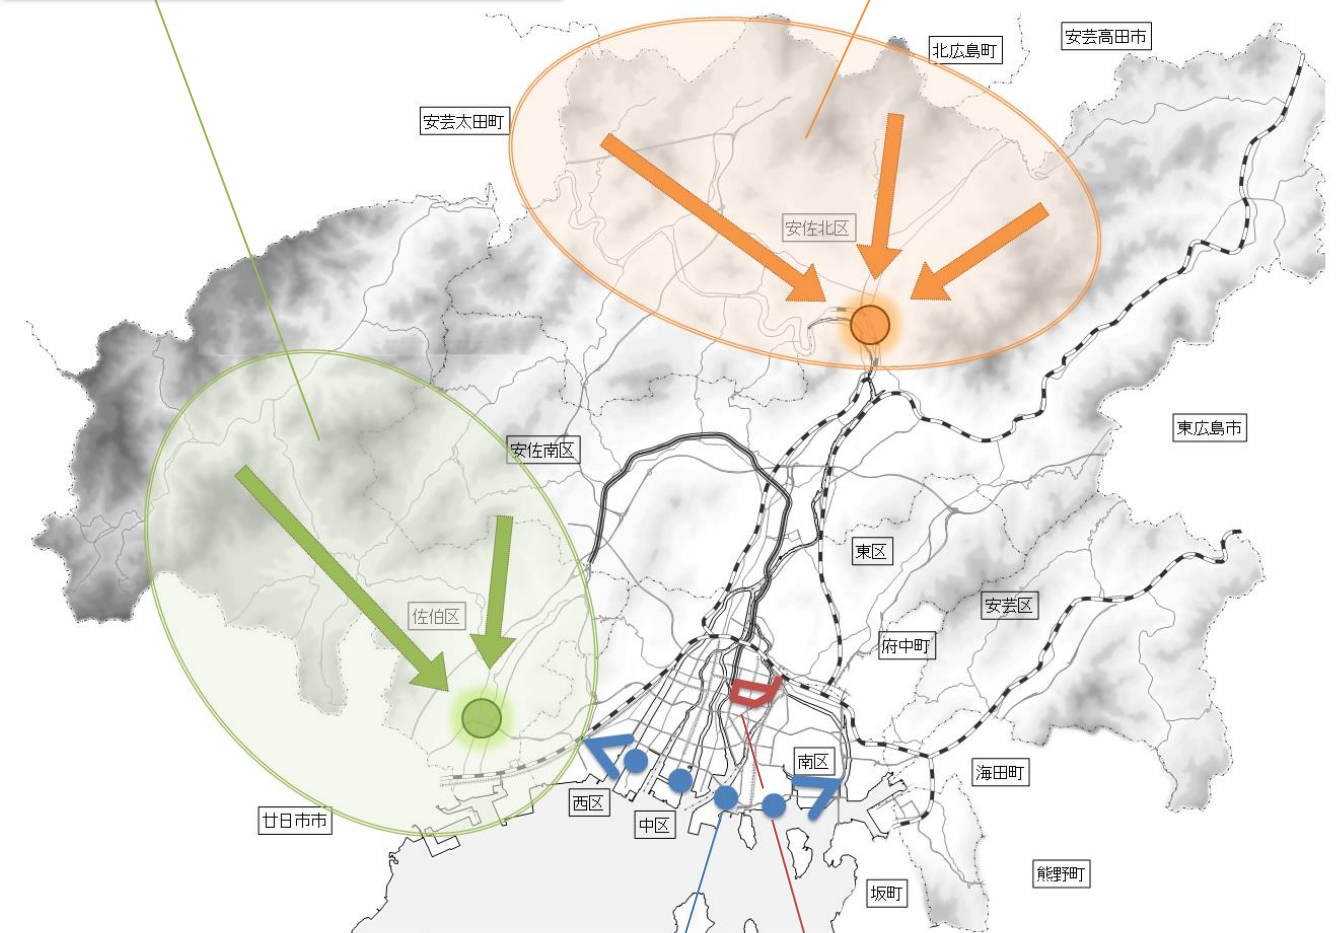 安芸高田市
北広島町
安芸太田町
安佐北区
東広島市
安佐南区
東区
安芸区
佐伯区
府中町
南区
海田町
西区
廿日市市
中区
熊野町
坂町